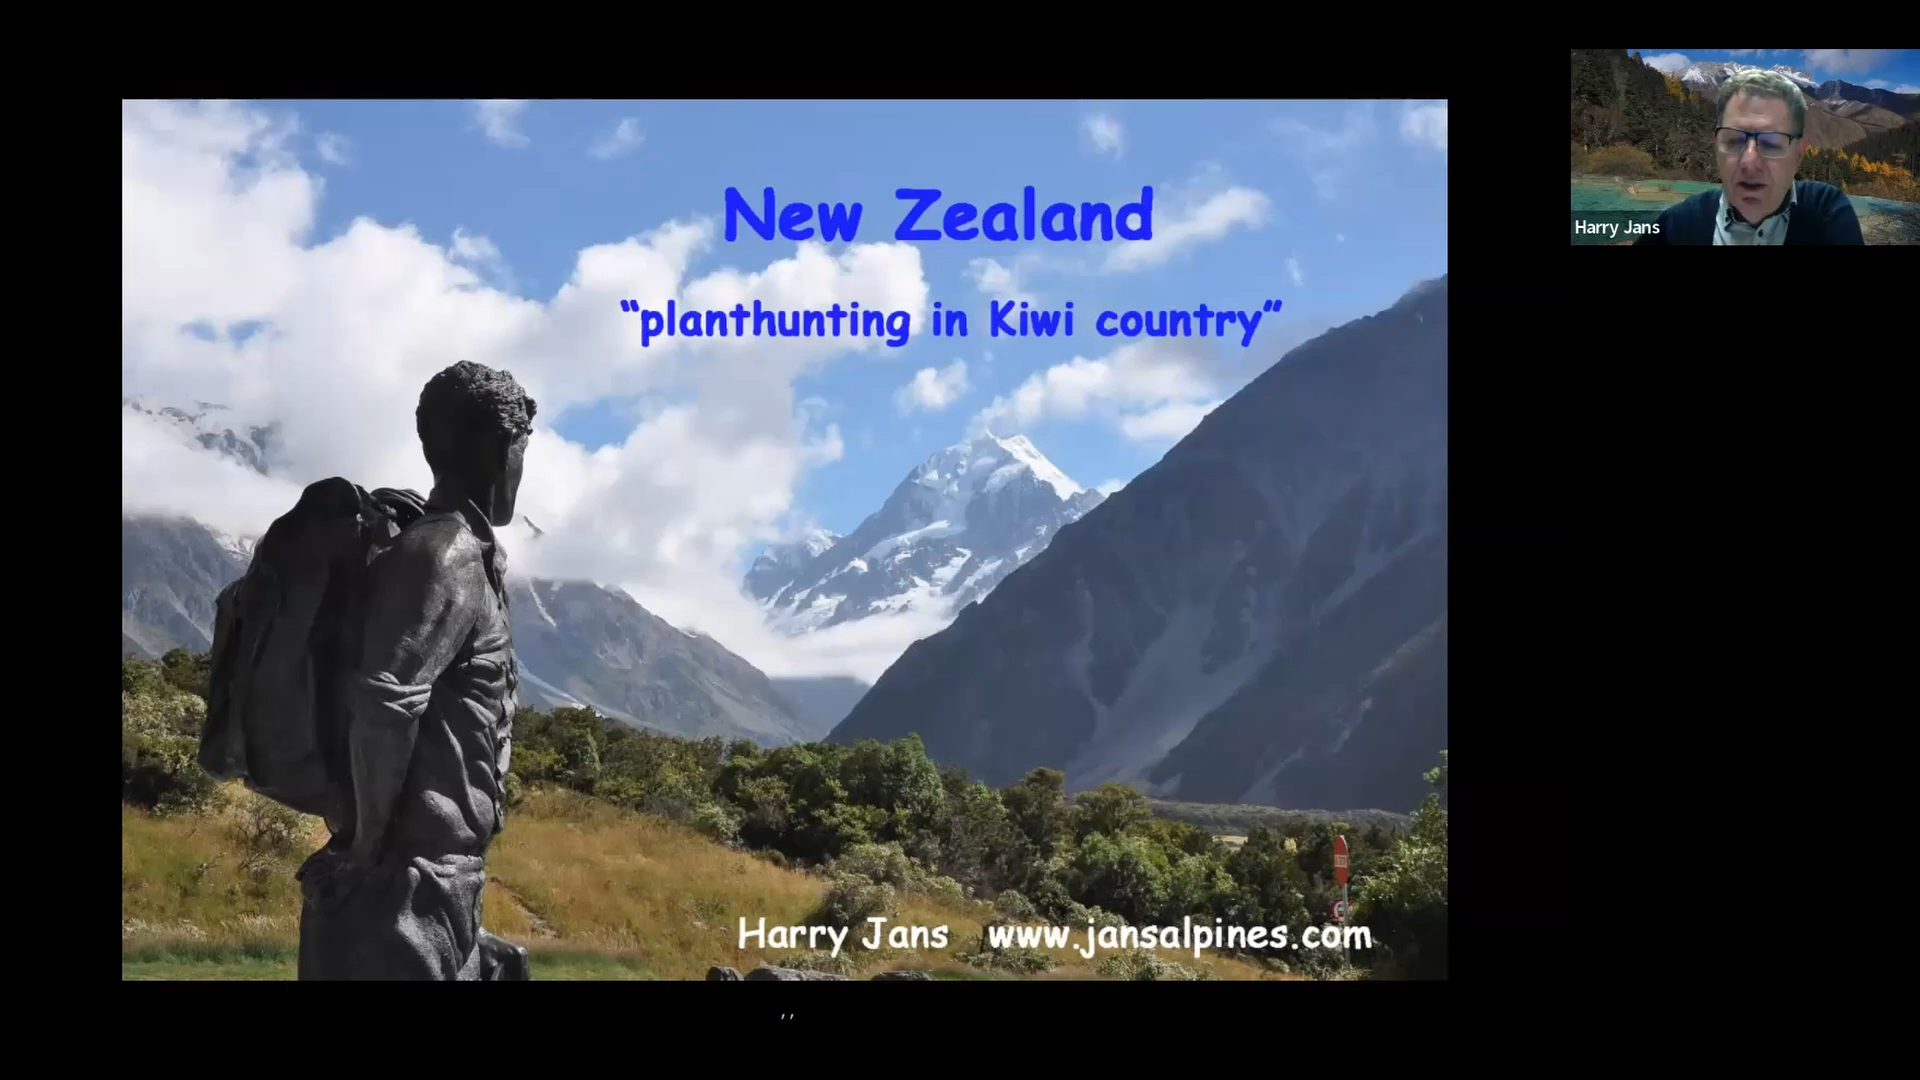 New Zealand
“planthunting in Kiwi country”
Harry Jans www.jansalpines.com
Harry Jans
,,